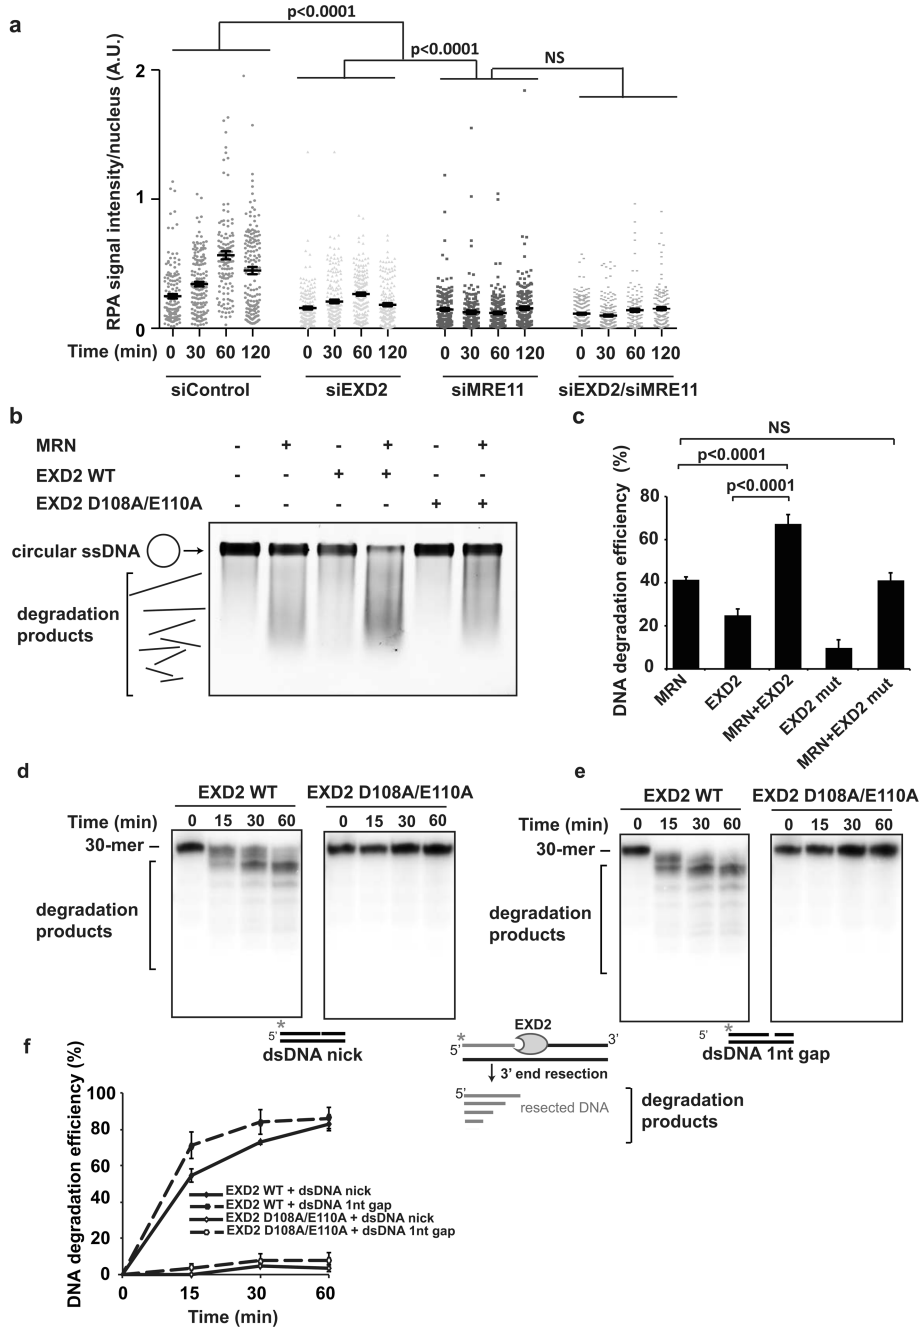 a
p<0.0001
p<0.0001
NS
RPA signal intensity/nucleus (A.U.)
2
1
0
Time (min) 0 30 60 120 0 30 60 120 0 30 60 120 0 30 60 120
siControl siEXD2 siMRE11 siEXD2/siMRE11
b
MRN - + - + - +
EXD2 WT - - + + - -
EXD2 D108A/E110A - - - - + +
circular ssDNA
degradation
products
c
NS
p<0.0001
p<0.0001
DNA degradation efficiency (%)
80
60
40
20
0
MRN
EXD2
MRN+EXD2
EXD2 mut
MRN+EXD2 mut
d
EXD2 WT EXD2 D108A/E110A
Time (min) 0 15 30 60 0 15 30 60
30-mer
degradation
products
5' *
dsDNA nick
e
EXD2 WT EXD2 D108A/E110A
Time (min) 0 15 30 60 0 15 30 60
30-mer
degradation
products
5' *
dsDNA 1nt gap
EXD2
*
5' 3'
3' end resection
5'
resected DNA
degradation
products
f
DNA degradation efficiency (%)
100
80
60
40
20
0
EXD2 WT + dsDNA nick
EXD2 WT + dsDNA 1nt gap
EXD2 D108A/E110A + dsDNA nick
EXD2 D108A/E110A + dsDNA 1nt gap
0 15 30 60
Time (min)